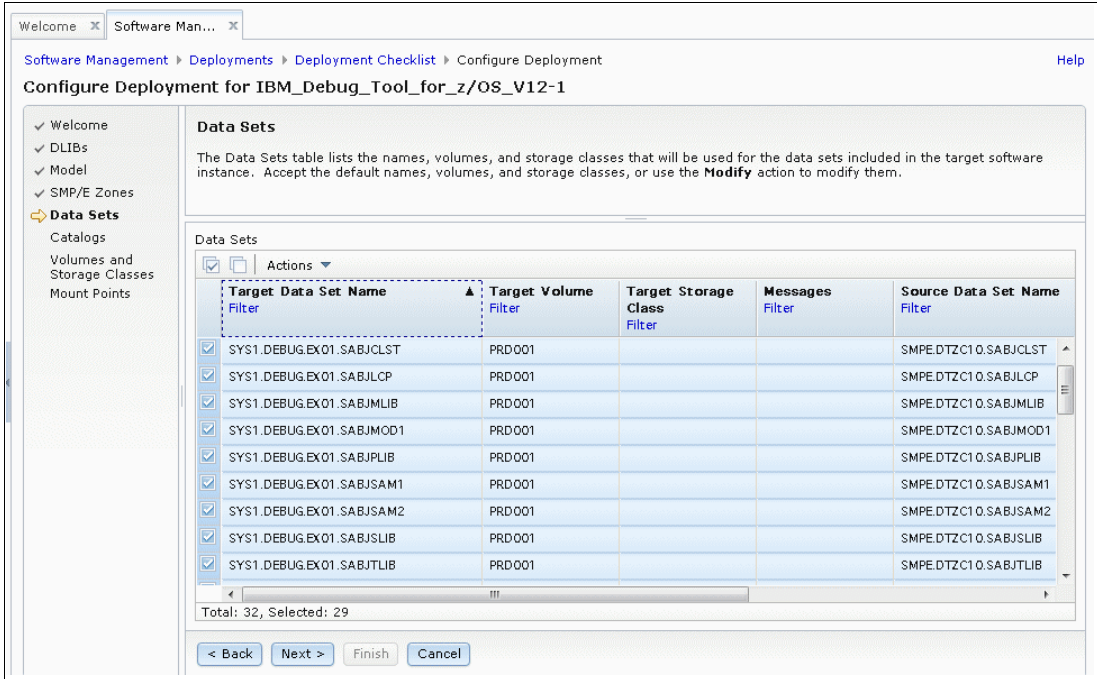 Welcome X Software Man... X
Software Management Deployments Deployment Checklist Configure Deployment Help
Configure Deployment for IBM_Debug_Tool_for_z/OS_V12-1
Welcome
DLIBs
Model
SMP/E Zones
Data Sets
Catalogs
Volumes and
Storage Classes
Mount Points
Data Sets
The Data Sets table lists the names, volumes, and storage classes that will be used for the data sets included in the target software
instance. Accept the default names, volumes, and storage classes, or use the Modify action to modify them.
Data Sets
Actions
Target Data Set Name Target Volume Target Storage Messages Source Data Set Name
Filter Filter Class Filter Filter
Filter
SYS1.DEBUG.EX01.SABJCLST PRD001 SMPE.DTZC10.SABJCLST
SYS1.DEBUG.EX01.SABJLCP PRD001 SMPE.DTZC10.SABJLCP
SYS1.DEBUG.EX01.SABJMLIB PRD001 SMPE.DTZC10.SABJMLIB
SYS1.DEBUG.EX01.SABJMOD1 PRD001 SMPE.DTZC10.SABJMOD1
SYS1.DEBUG.EX01.SABJPLIB PRD001 SMPE.DTZC10.SABJPLIB
SYS1.DEBUG.EX01.SABJSAM1 PRD001 SMPE.DTZC10.SABJSAM1
SYS1.DEBUG.EX01.SABJSAM2 PRD001 SMPE.DTZC10.SABJSAM2
SYS1.DEBUG.EX01.SABJSLIB PRD001 SMPE.DTZC10.SABJSLIB
SYS1.DEBUG.EX01.SABJTLIB PRD001 SMPE.DTZC10.SABJTLIB
Total: 32, Selected: 29
< Back Next > Finish Cancel